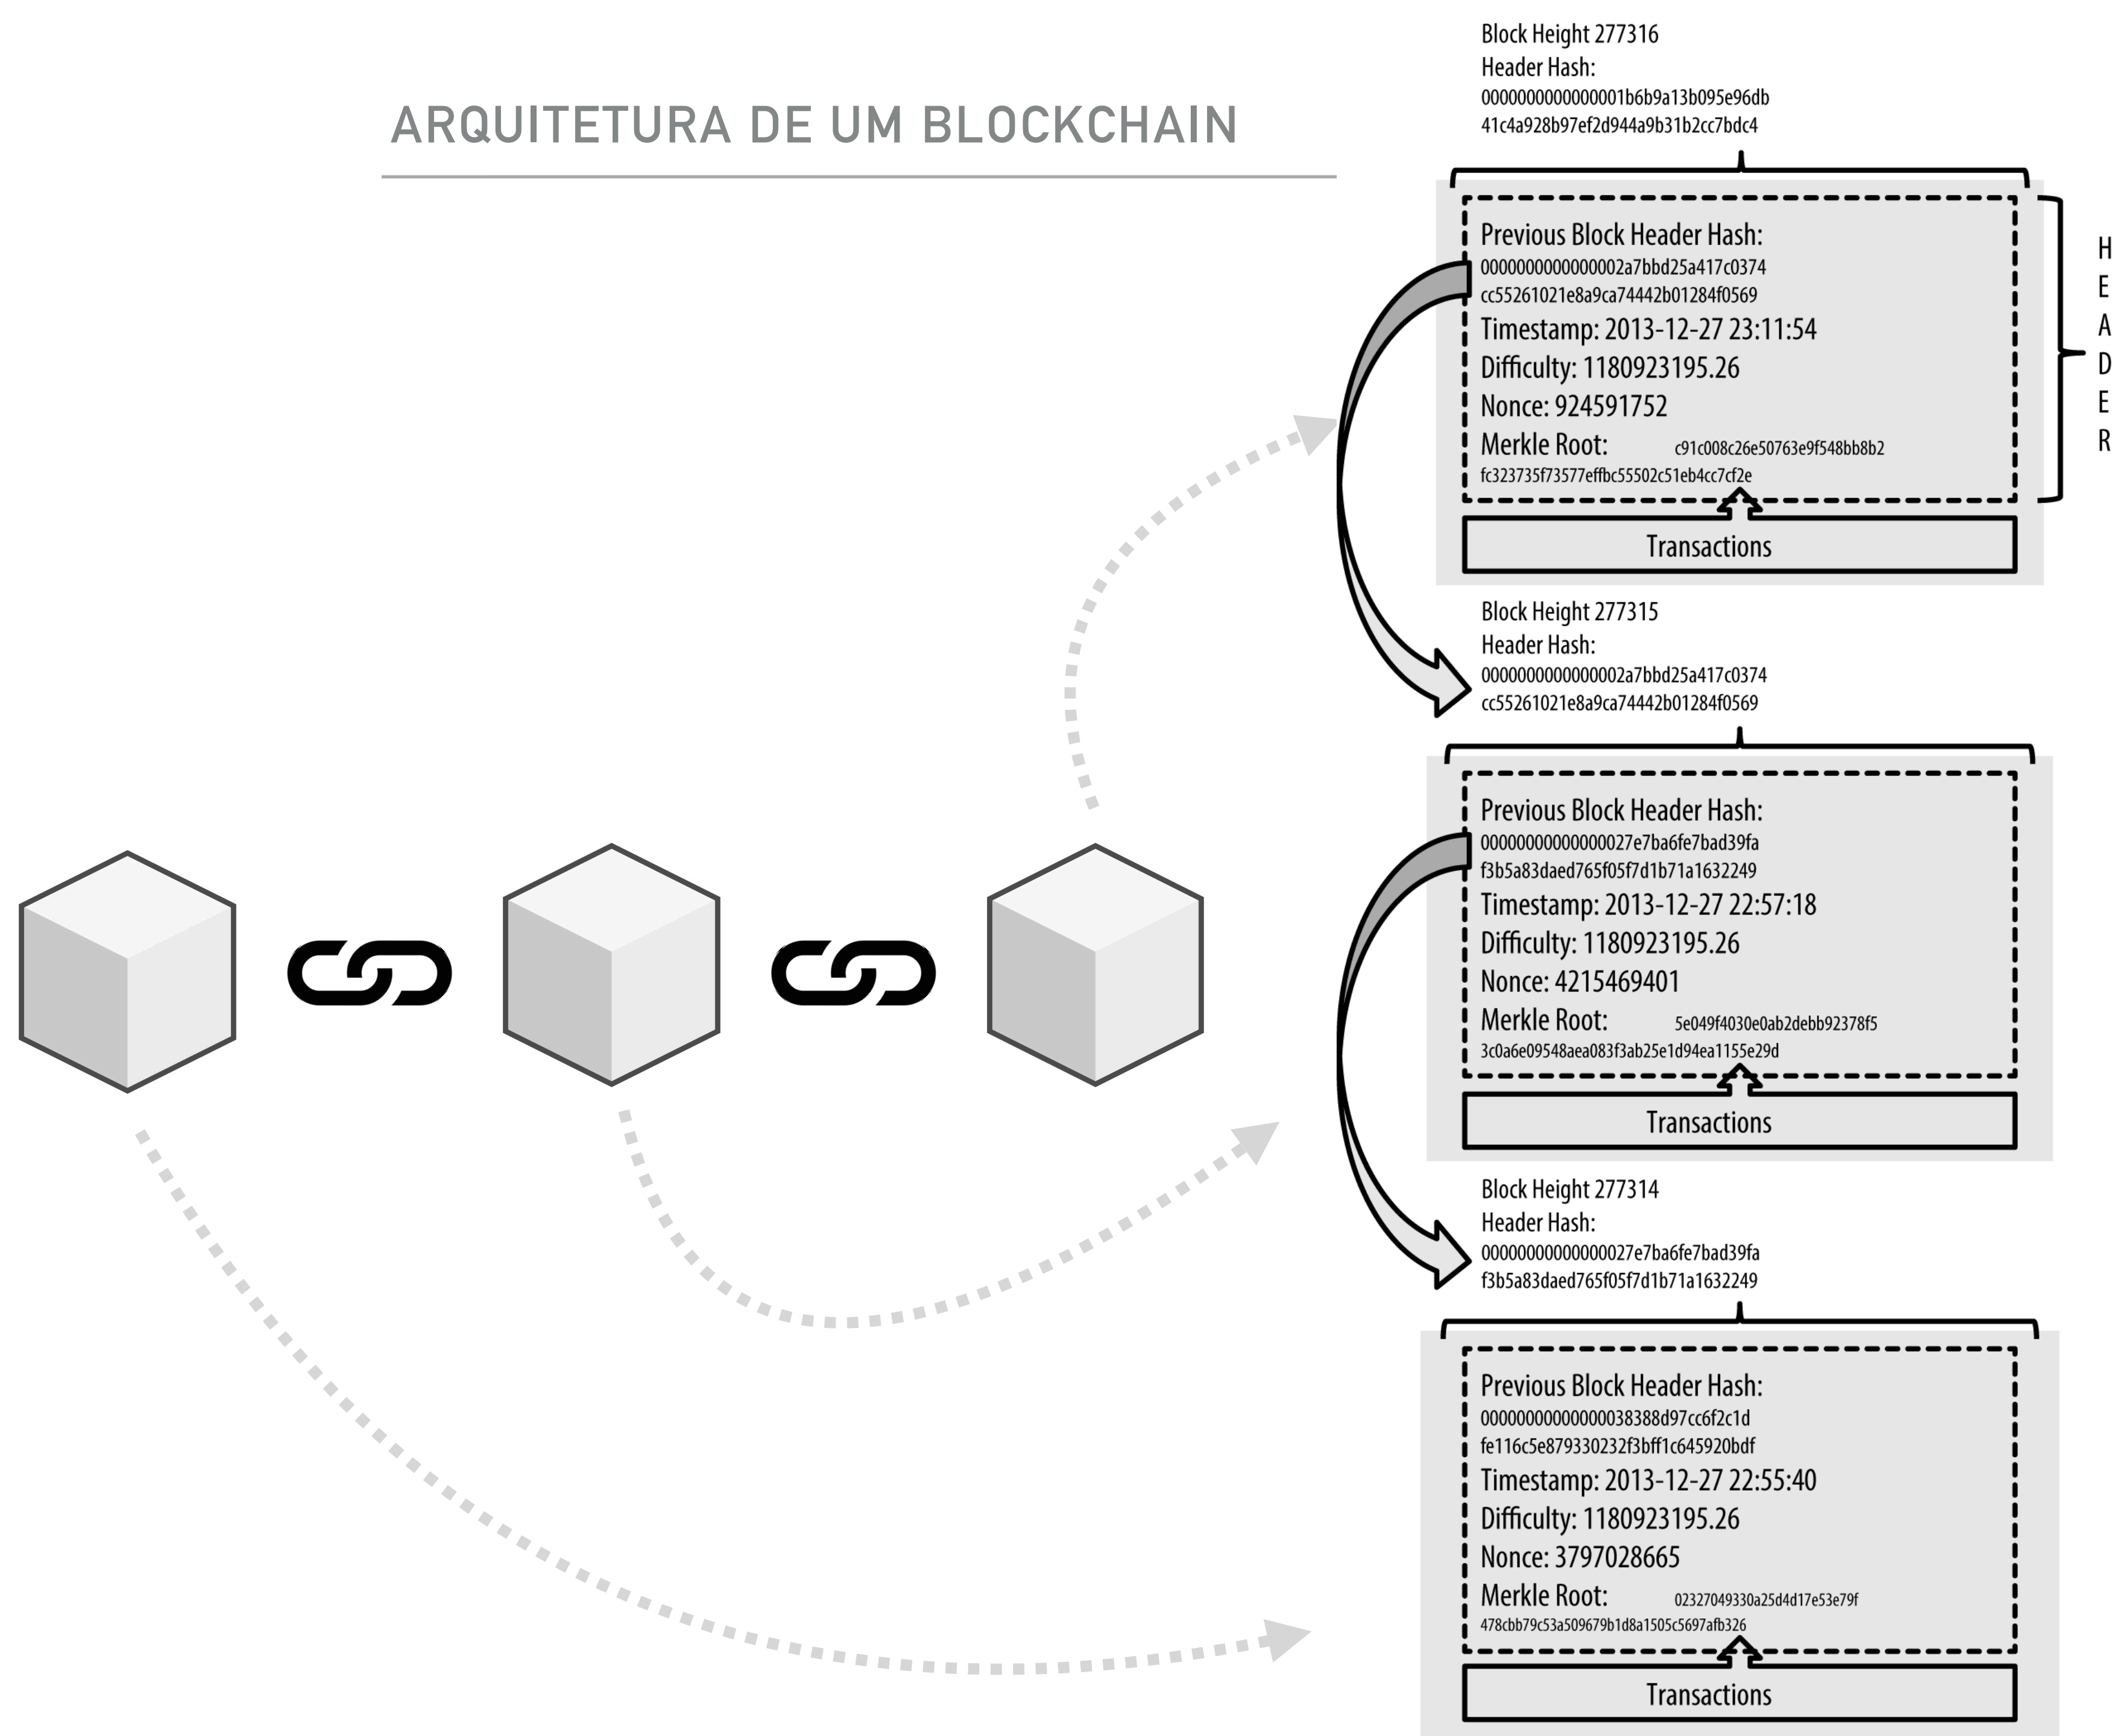 ARQUITETURA DE UM BLOCKCHAIN
Block Height 277316
Header Hash:
0000000000000001b6b9a13b095e96db
41c4a928b97ef2d944a9b31b2cc7bdc4
Previous Block Header Hash:
0000000000000002a7bbd25a417c0374
cc55261021e8a9ca74442b01284f0569
Timestamp: 2013-12-27 23:11:54
Difficulty: 1180923195.26
Nonce: 924591752
Merkle Root: c91c008c26e50763e9f548bb8b2
fc323735f73577effbc55502c51eb4cc7cf2e
Transactions
HEADER
Block Height 277315
Header Hash:
0000000000000002a7bbd25a417c0374
cc55261021e8a9ca74442b01284f0569
Previous Block Header Hash:
00000000000000027e7ba6fe7bad39fa
f3b5a83daed765f05f7d1b71a1632249
Timestamp: 2013-12-27 22:57:18
Difficulty: 1180923195.26
Nonce: 4215469401
Merkle Root: 5e049f4030e0ab2debb92378f5
3c0a6e09548aea083f3ab25e1d94ea1155e29d
Transactions
Block Height 277314
Header Hash:
00000000000000027e7ba6fe7bad39fa
f3b5a83daed765f05f7d1b71a1632249
Previous Block Header Hash:
00000000000000038388d97cc6f2c1d
fe116c5e879330232f3bff1c645920bdf
Timestamp: 2013-12-27 22:55:40
Difficulty: 1180923195.26
Nonce: 3797028665
Merkle Root: 02327049330a25d4d17e53e79f
478cbb79c53a509679b1d8a1505c5697afb326
Transactions